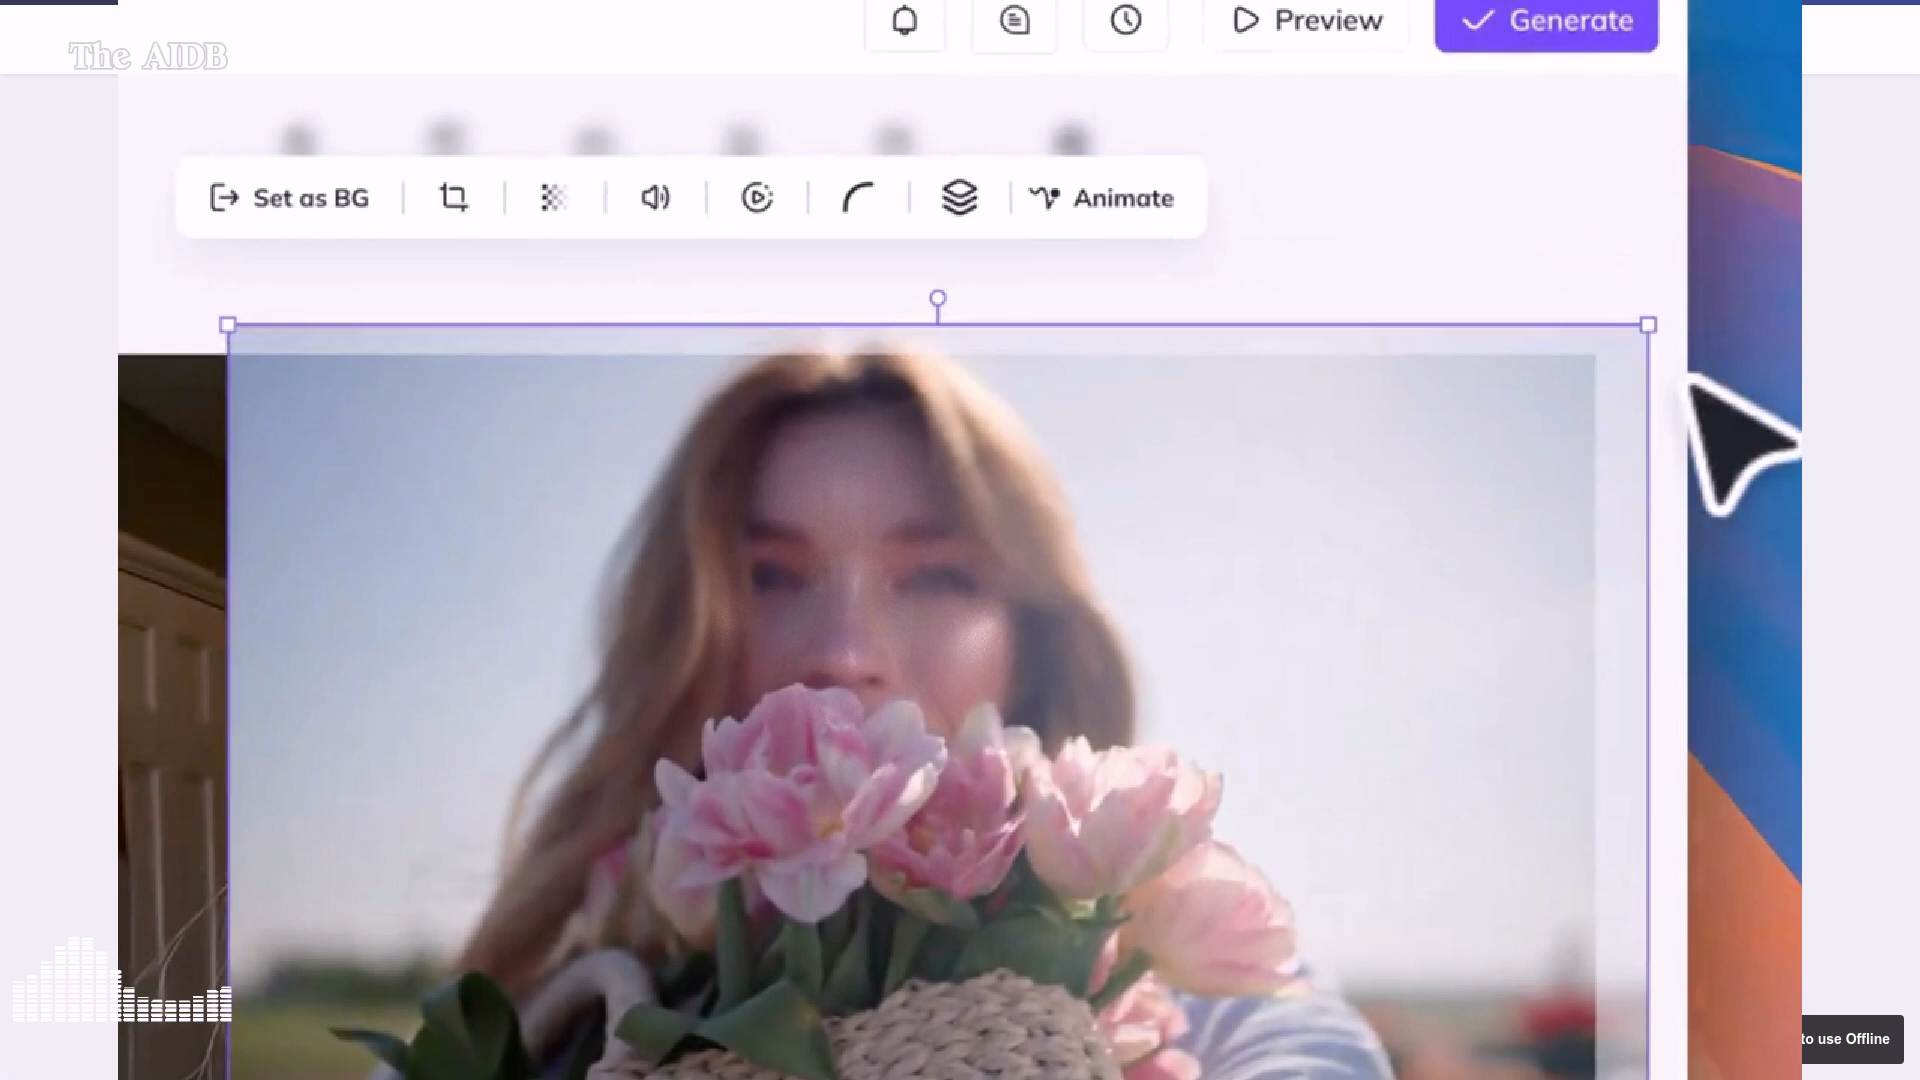 Preview
Generate
The AIDB
Set as BG
Animate
to use Offline